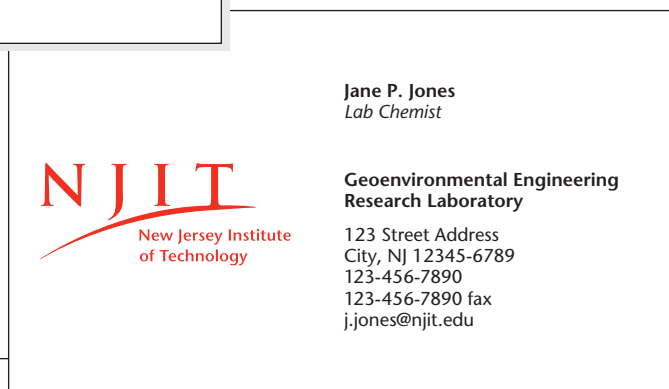 NJIT
New Jersey Institute
of Technology
Jane P. Jones
Lab Chemist
Geoenvironmental Engineering
Research Laboratory
123 Street Address
City, NJ 12345-6789
123-456-7890
123-456-7890 fax
j.jones@njit.edu